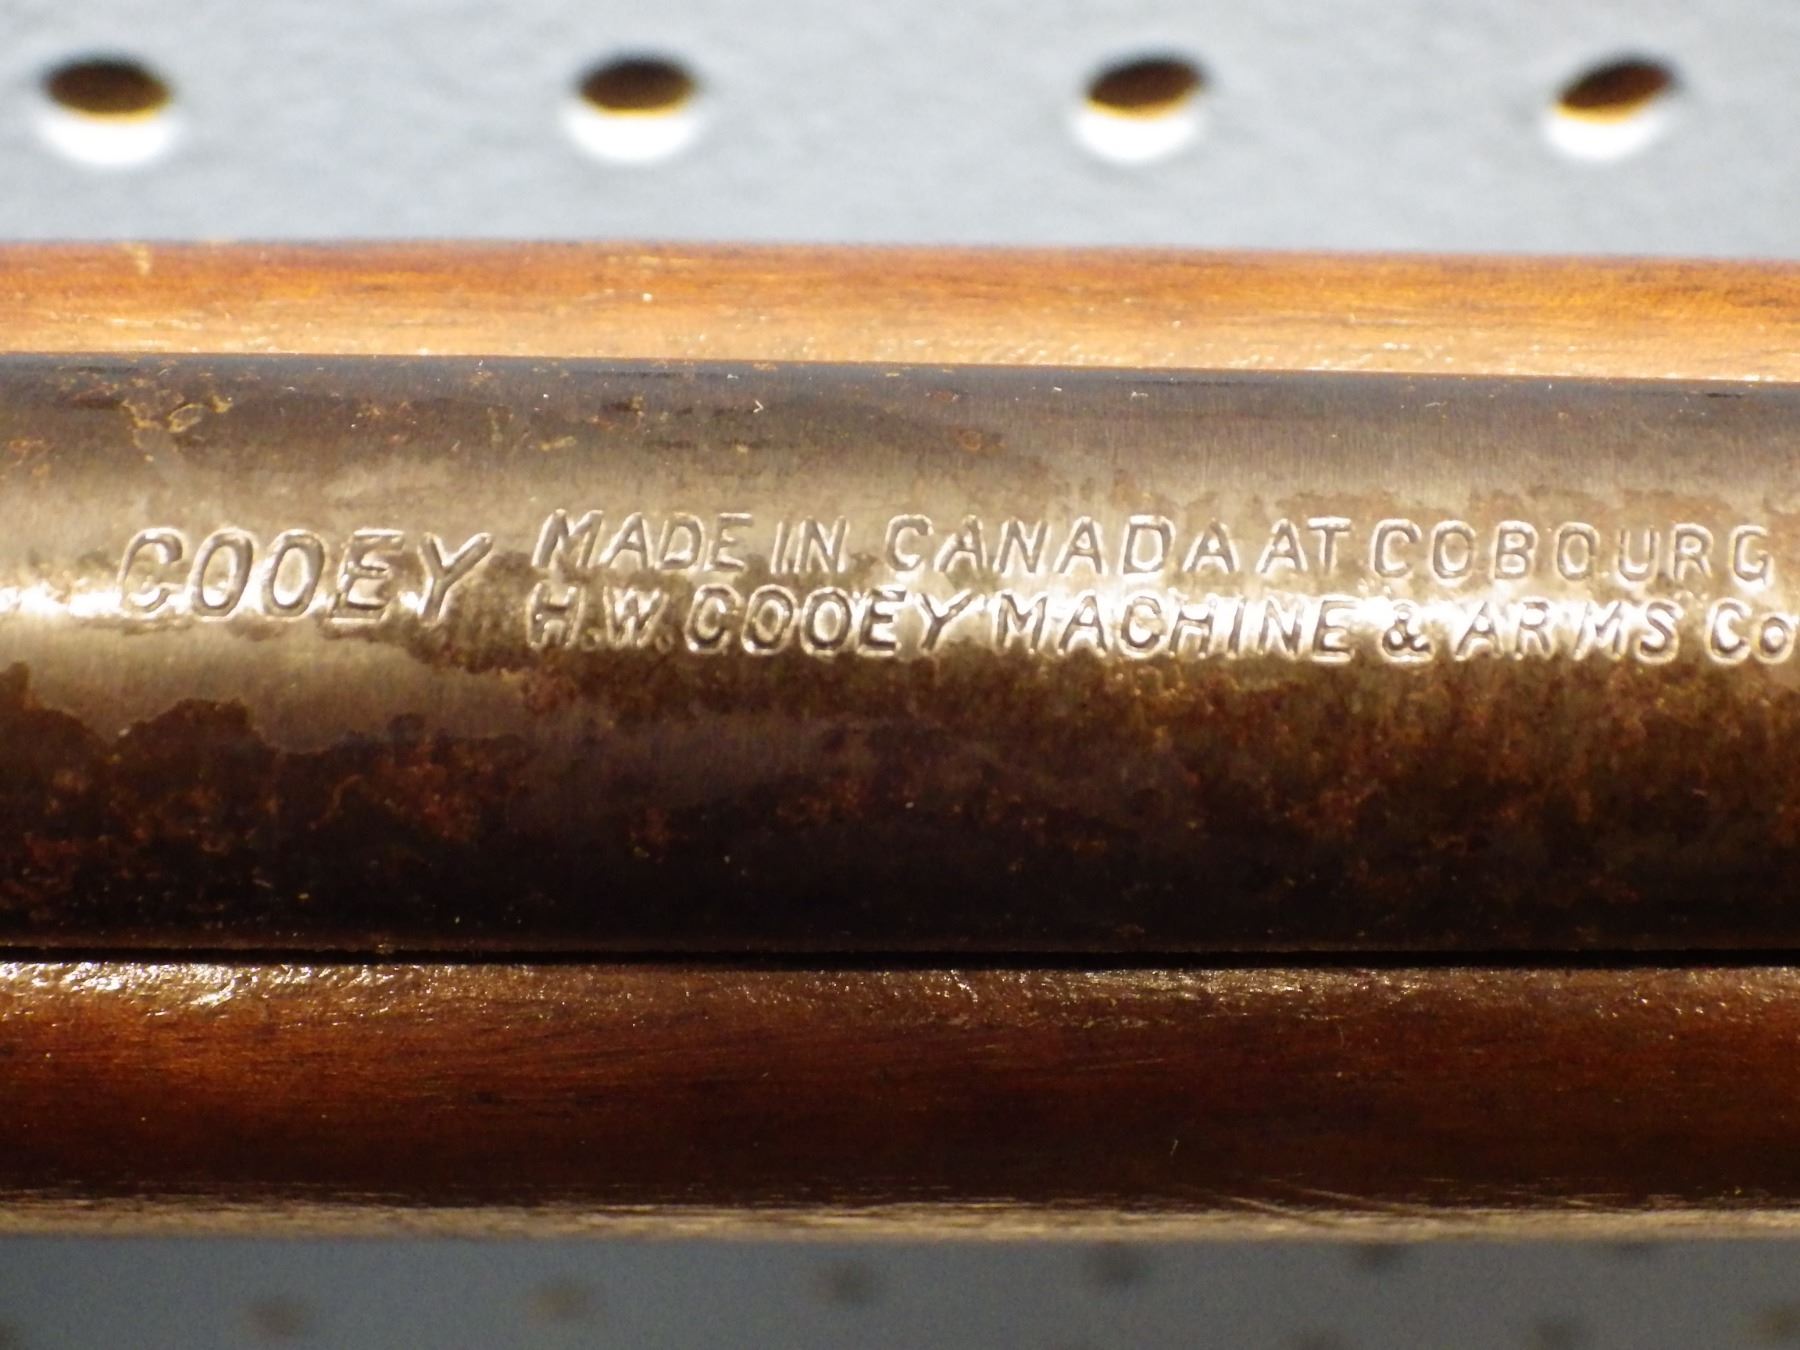 COOEY
MADE IN CANADA AT COBOURG
H.W. COOEY MACHINE & ARMS Co